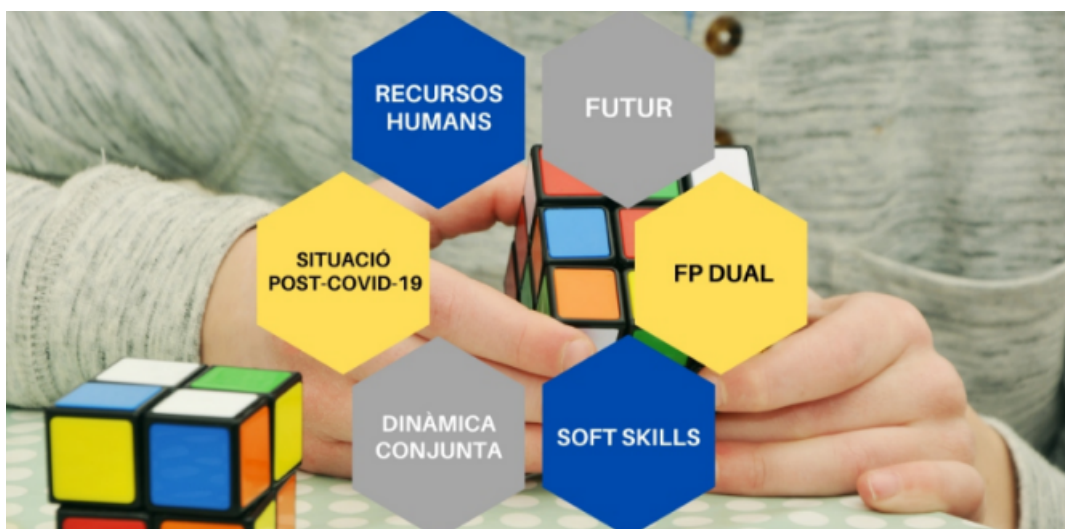 RECURSOS
HUMANS
FUTUR
SITUACIÓ
POST-COVID-19
FP DUAL
DINÀMICA
CONJUNTA
SOFT SKILLS